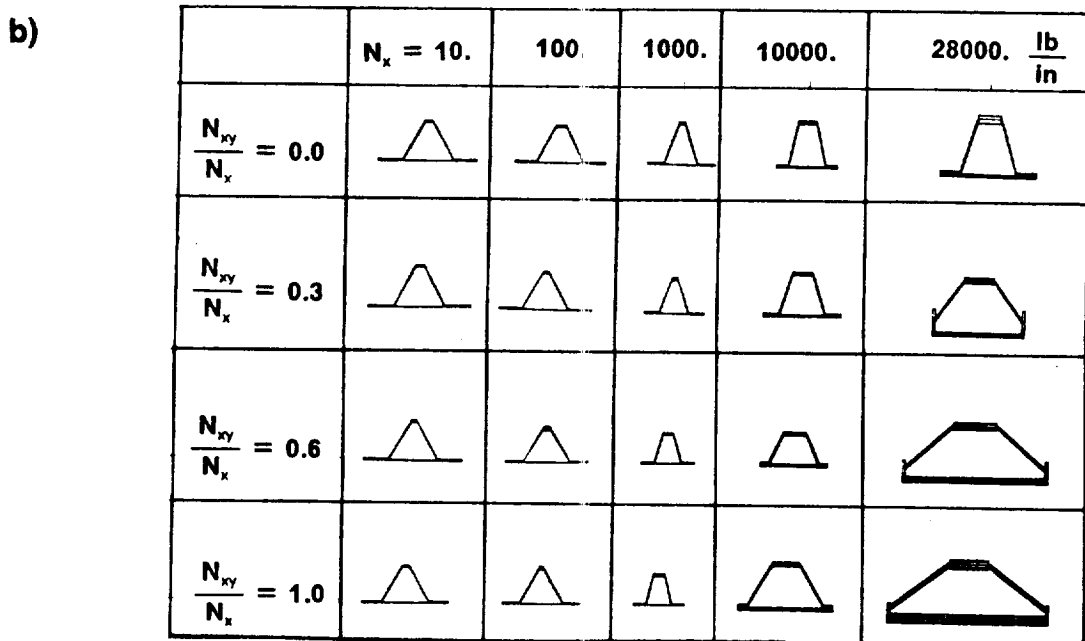 b)
N_x = 10. 100 1000. 10000. 28000. lb/in
N_xy/N_x = 0.0
N_xy/N_x = 0.3
N_xy/N_x = 0.6
N_xy/N_x = 1.0